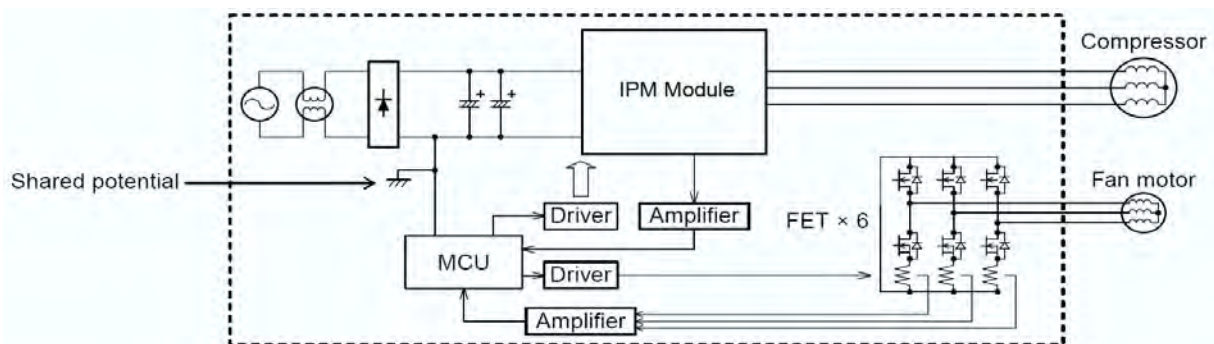 Compressor
IPM Module
Shared potential
Fan motor
Driver
Amplifier
FET × 6
MCU
Driver
Amplifier